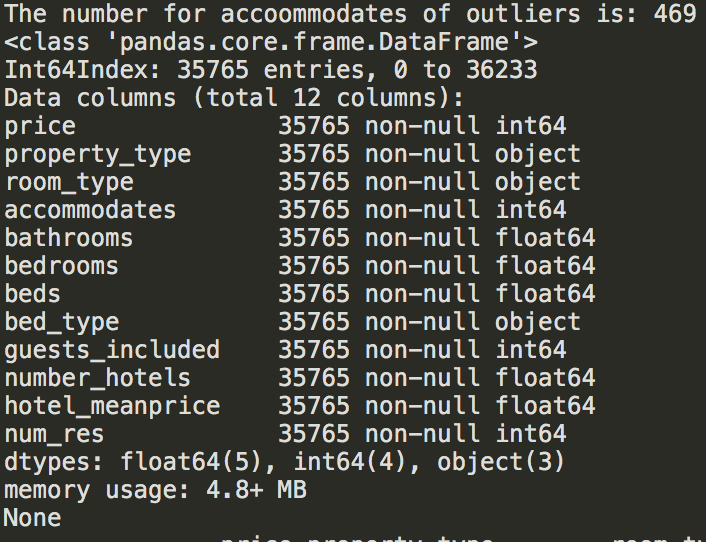 The number for accoommodates of outliers is: 469
<class 'pandas.core.frame.DataFrame'>
Int64Index: 35765 entries, 0 to 36233
Data columns (total 12 columns):
price              35765 non-null int64
property_type      35765 non-null object
room_type          35765 non-null object
accommodates       35765 non-null int64
bathrooms          35765 non-null float64
bedrooms           35765 non-null float64
beds               35765 non-null float64
bed_type           35765 non-null object
guests_included    35765 non-null int64
number_hotels      35765 non-null float64
hotel_meanprice    35765 non-null float64
num_res            35765 non-null int64
dtypes: float64(5), int64(4), object(3)
memory usage: 4.8+ MB
None